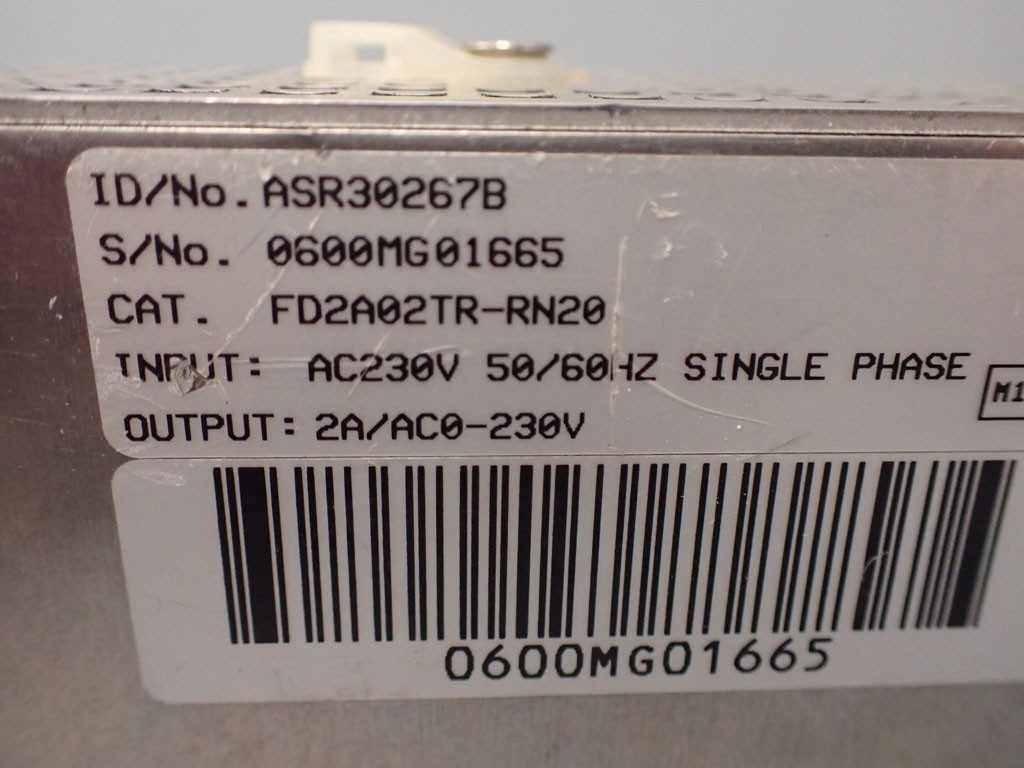 ID/No. ASR30267B
S/No. 0600MG01665
CAT. FD2A02TR-RN20
INPUT: AC230V 50/60HZ SINGLE PHASE
M1
OUTPUT: 2A/AC0-230V
0600MG01665